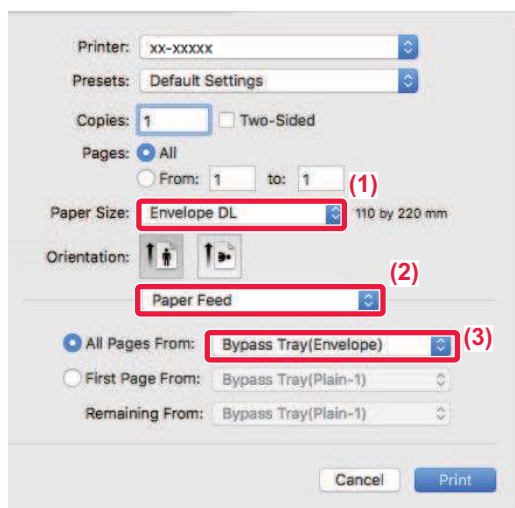 Printer: xx-xxxxx
Presets: Default Settings
Copies: 1 Two-Sided
Pages: All
From: 1 to: 1
(1)
Paper Size: Envelope DL 110 by 220 mm
Orientation:
(2)
Paper Feed
All Pages From: Bypass Tray(Envelope) (3)
First Page From: Bypass Tray(Plain-1)
Remaining From: Bypass Tray(Plain-1)
Cancel Print